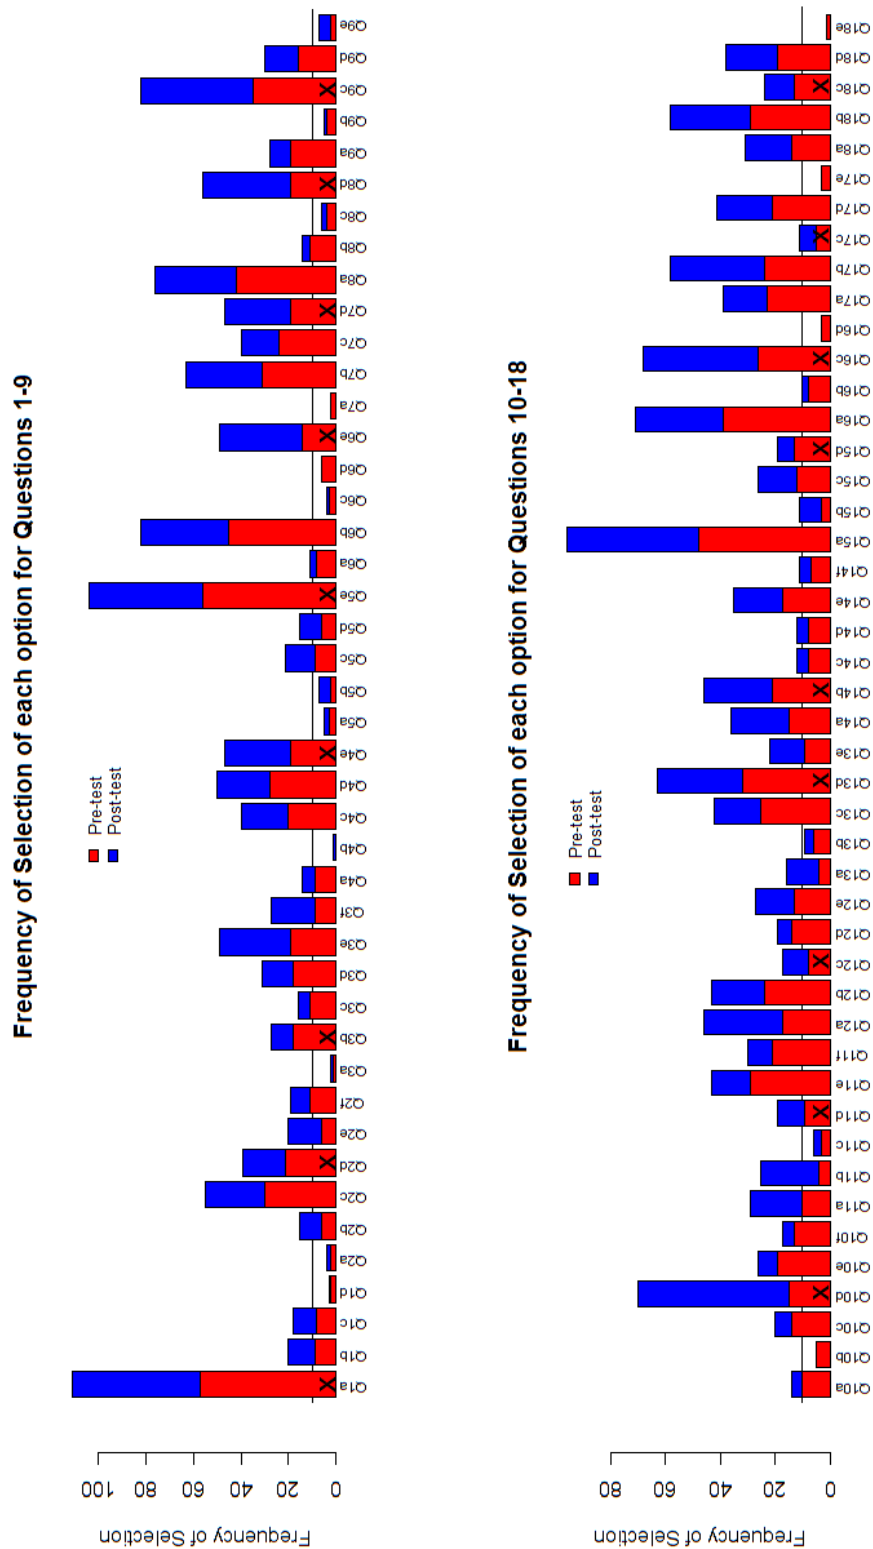 Frequency of Selection of each option for Questions 1-9
Pre-test
Post-test
Frequency of Selection
0 20 40 60 80 100
Q1a Q1b Q1c Q1d Q2a Q2b Q2c Q2d Q2e Q2f Q3a Q3b Q3c Q3d Q3e Q3f Q4a Q4b Q4c Q4d Q4e Q5a Q5b Q5c Q5d Q5e Q6a Q6b Q6c Q6d Q6e Q7a Q7b Q7c Q7d Q8a Q8b Q8c Q8d Q9a Q9b Q9c Q9d Q9e
X X X X X X X X X
Frequency of Selection of each option for Questions 10-18
Pre-test
Post-test
Frequency of Selection
0 20 40 60 80
Q10a Q10b Q10c Q10d Q10e Q10f Q11a Q11b Q11c Q11d Q11e Q11f Q12a Q12b Q12c Q12d Q12e Q13a Q13b Q13c Q13d Q13e Q14a Q14b Q14c Q14d Q14e Q14f Q15a Q15b Q15c Q15d Q16a Q16b Q16c Q16d Q17a Q17b Q17c Q17d Q17e Q18a Q18b Q18c Q18d Q18e
X X X X X X X X X